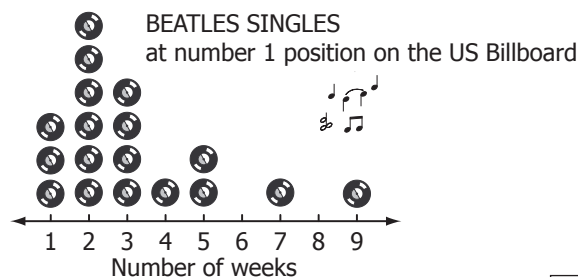 BEATLES SINGLES
at number 1 position on the US Billboard
1 2 3 4 5 6 7 8 9
Number of weeks